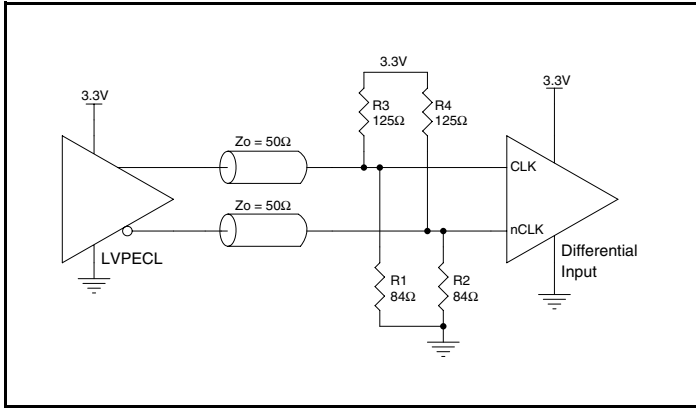 3.3V
3.3V
3.3V
R3
125Ω
R4
125Ω
Zo = 50Ω
CLK
Zo = 50Ω
nCLK
LVPECL
Differential
Input
R1
84Ω
R2
84Ω